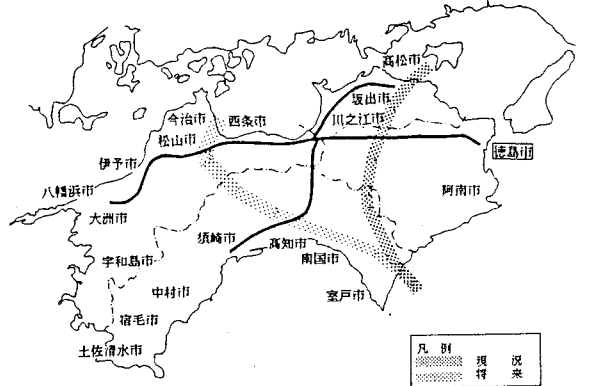 高松市
坂出市
川之江市
今治市
西条市
松山市
徳島市
伊予市
八幡浜市
阿南市
大洲市
須崎市
高知市
南国市
宇和島市
中村市
室戸市
宿毛市
土佐清水市
凡 例
現 況
将 来